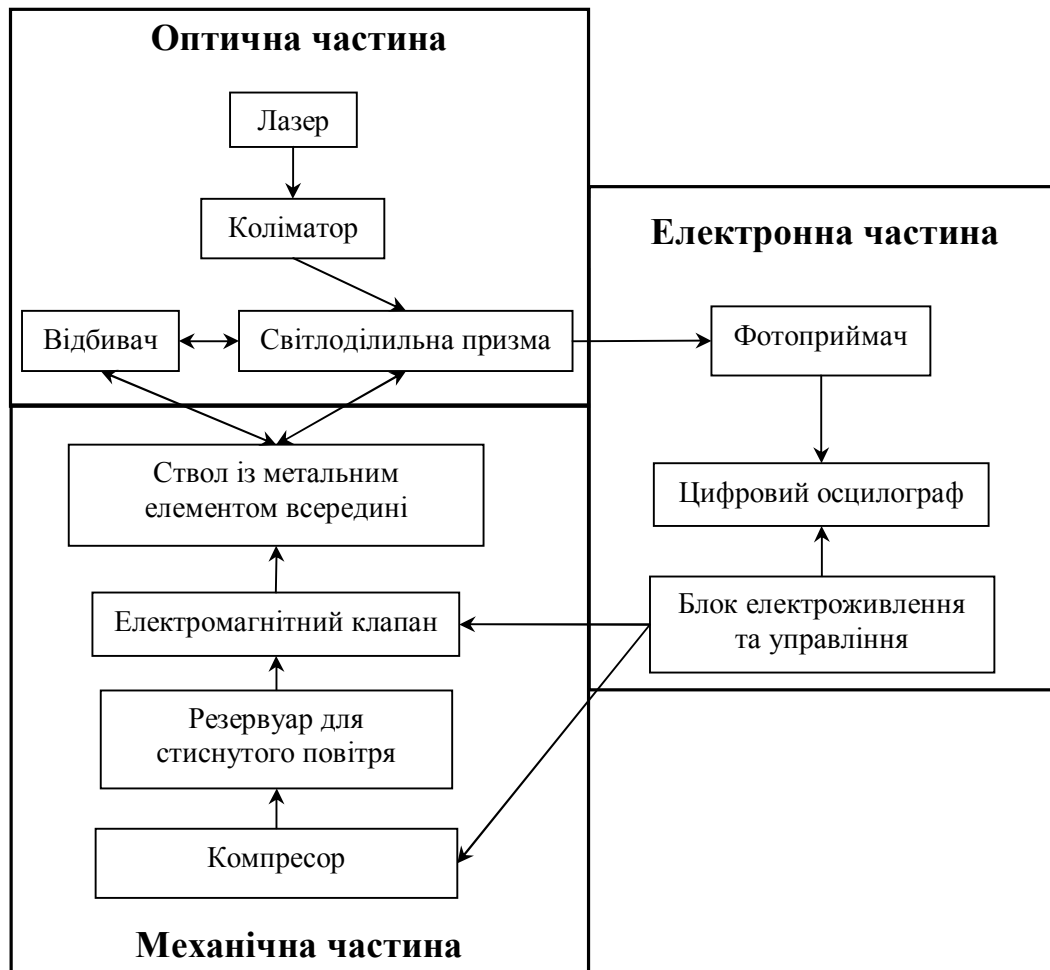 Оптична частина
Лазер
Коліматор
Відбивач
Світлоділильна призма
Електронна частина
Фотоприймач
Цифровий осцилограф
Блок електроживлення
та управління
Ствол із метальним
елементом всередині
Електромагнітний клапан
Резервуар для
стиснутого повітря
Компресор
Механічна частина